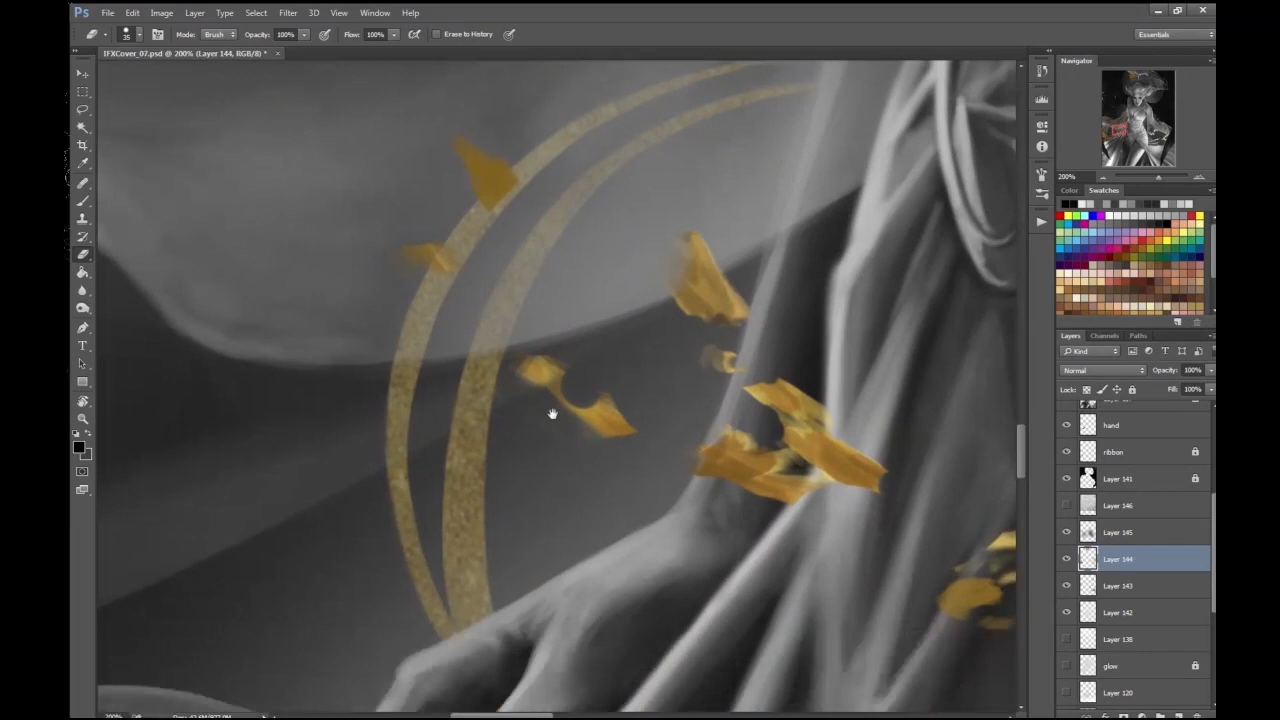 Ps File Edit Image Layer Type Select Filter 3D View Window Help
35 Mode: Brush Opacity: 100% Flow: 100% Erase to History Essentials
IFXCover_07.psd @ 200% (Layer 144, RGB/8) * ×
Navigator
200%
Color Swatches
Layers Channels Paths
Kind
Normal Opacity: 100%
Lock: Fill: 100%
hand
ribbon
Layer 141
Layer 146
Layer 145
Layer 144
Layer 143
Layer 142
Layer 138
glow
Layer 120